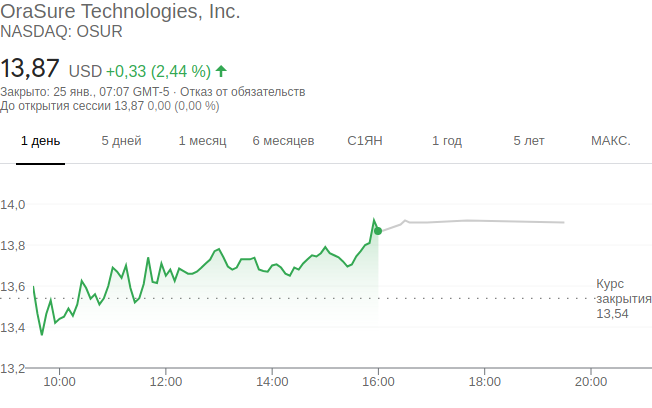 OraSure Technologies, Inc.
NASDAQ: OSUR
13,87 USD +0,33 (2,44 %)
Закрыто: 25 янв., 07:07 GMT-5 · Отказ от обязательств
До открытия сессии 13,87 0,00 (0,00 %)
1 день 5 дней 1 месяц 6 месяцев С1ЯН 1 год 5 лет МАКС.
14,0
13,8
13,6
Курс
закрытия
13,54
13,4
13,2
10:00 12:00 14:00 16:00 18:00 20:00